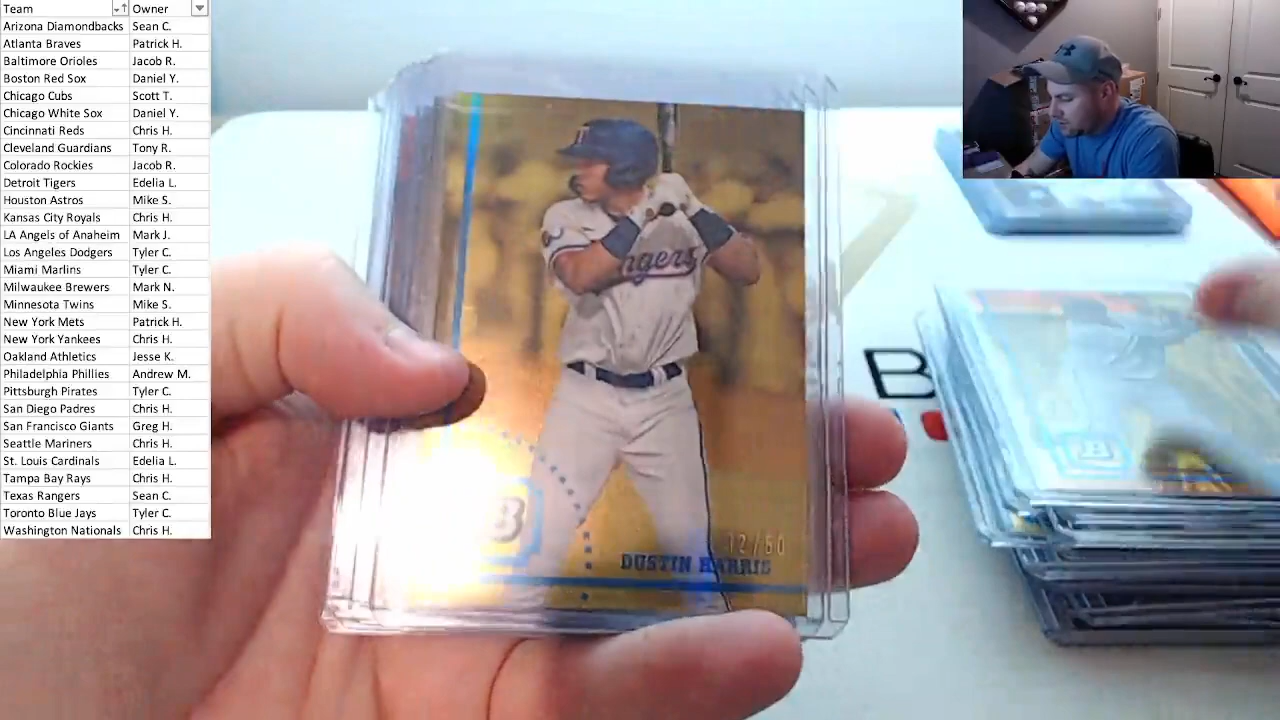 Team Owner
Arizona Diamondbacks Sean C.
Atlanta Braves Patrick H.
Baltimore Orioles Jacob R.
Boston Red Sox Daniel Y.
Chicago Cubs Scott T.
Chicago White Sox Daniel Y.
Cincinnati Reds Chris H.
Cleveland Guardians Tony R.
Colorado Rockies Jacob R.
Detroit Tigers Edelia L.
Houston Astros Mike S.
Kansas City Royals Chris H.
LA Angels of Anaheim Mark J.
Los Angeles Dodgers Tyler C.
Miami Marlins Tyler C.
Milwaukee Brewers Mark N.
Minnesota Twins Mike S.
New York Mets Patrick H.
New York Yankees Chris H.
Oakland Athletics Jesse K.
Philadelphia Phillies Andrew M.
Pittsburgh Pirates Tyler C.
San Diego Padres Chris H.
San Francisco Giants Greg H.
Seattle Mariners Chris H.
St. Louis Cardinals Edelia L.
Tampa Bay Rays Chris H.
Texas Rangers Sean C.
Toronto Blue Jays Tyler C.
Washington Nationals Chris H.
T
ngers
B
12/50
DUSTIN HARRIS
B
B